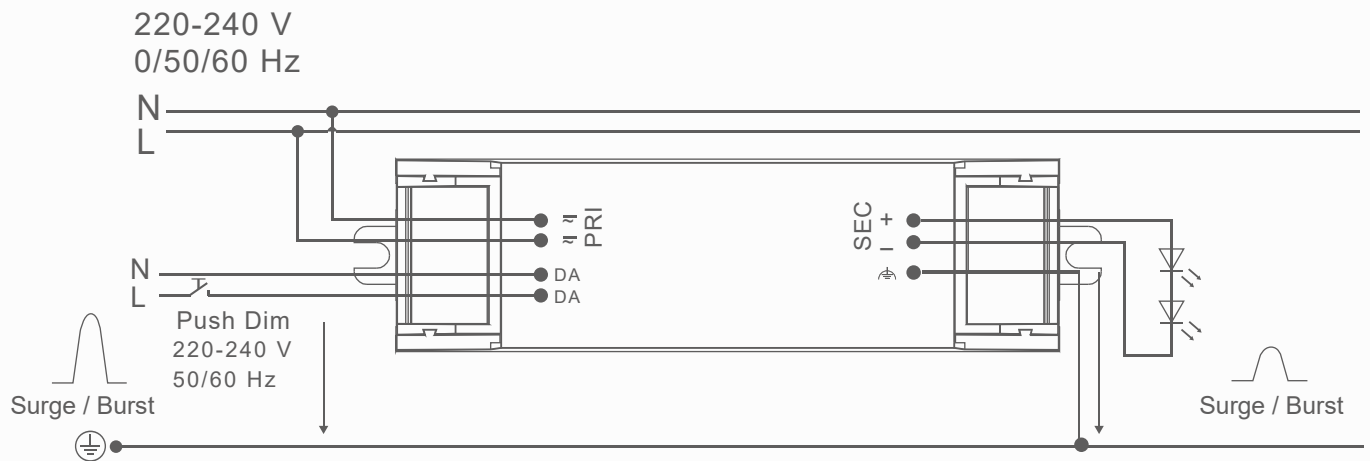 220-240 V
0/50/60 Hz
N
L
PRI
SEC +
−
N
DA
L
DA
Push Dim
220-240 V
50/60 Hz
Surge / Burst
Surge / Burst